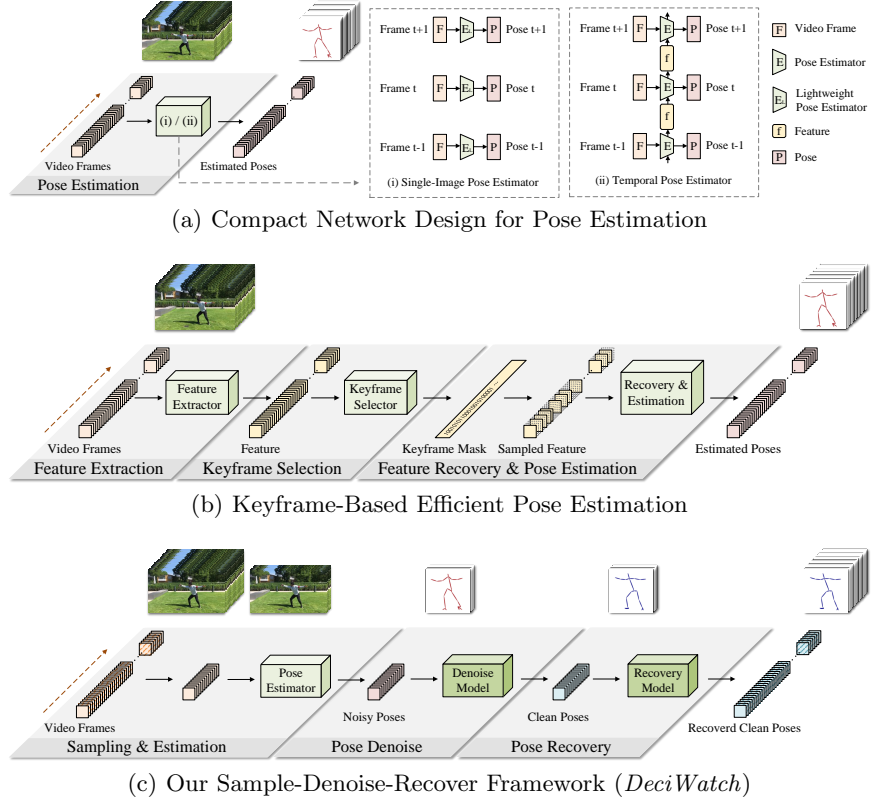 Frame t+1
F
E_L
P
Pose t+1
Frame t
F
E_L
P
Pose t
Frame t-1
F
E_L
P
Pose t-1
(i) Single-Image Pose Estimator
Frame t+1
F
E
P
Pose t+1
f
Frame t
F
E
P
Pose t
f
Frame t-1
F
E
P
Pose t-1
(ii) Temporal Pose Estimator
F
Video Frame
E
Pose Estimator
E_L
Lightweight
Pose Estimator
f
Feature
P
Pose
(i) / (ii)
Video Frames
Estimated Poses
Pose Estimation
(a) Compact Network Design for Pose Estimation
Feature
Extractor
Keyframe
Selector
Recovery &
Estimation
Video Frames
Feature
Keyframe Mask
Sampled Feature
Estimated Poses
Feature Extraction
Keyframe Selection
Feature Recovery & Pose Estimation
(b) Keyframe-Based Efficient Pose Estimation
Pose
Estimator
Denoise
Model
Recovery
Model
Video Frames
Noisy Poses
Clean Poses
Recoverd Clean Poses
Sampling & Estimation
Pose Denoise
Pose Recovery
(c) Our Sample-Denoise-Recover Framework (DeciWatch)